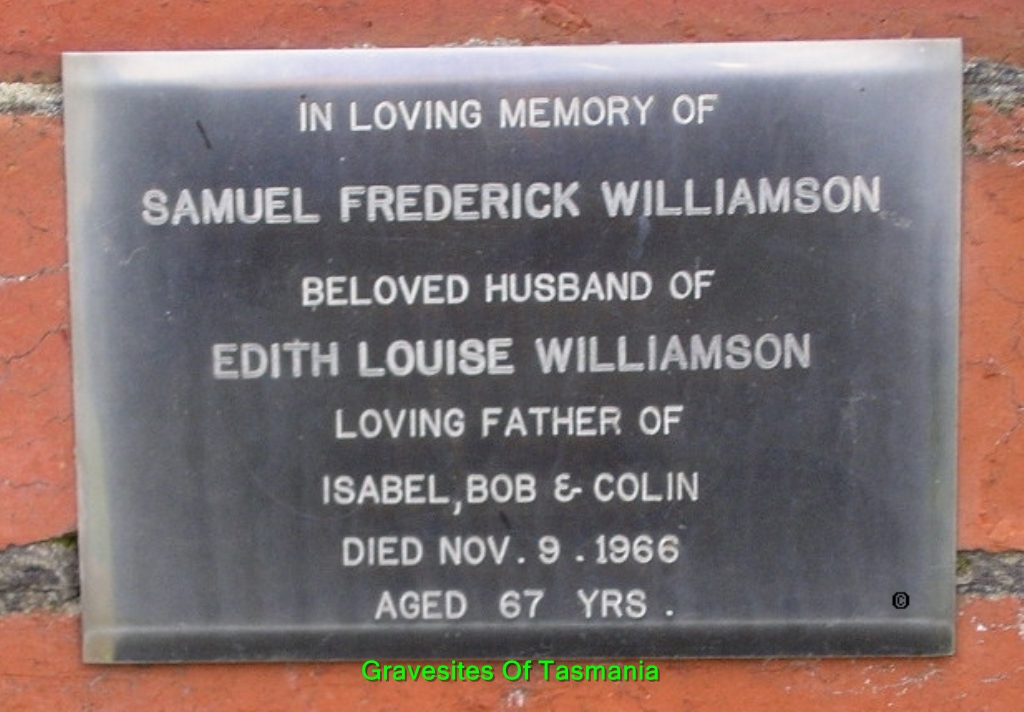 IN LOVING MEMORY OF
SAMUEL FREDERICK WILLIAMSON
BELOVED HUSBAND OF
EDITH LOUISE WILLIAMSON
LOVING FATHER OF
ISABEL, BOB & COLIN
DIED NOV. 9. 1966
AGED 67 YRS.
©
Gravesites Of Tasmania